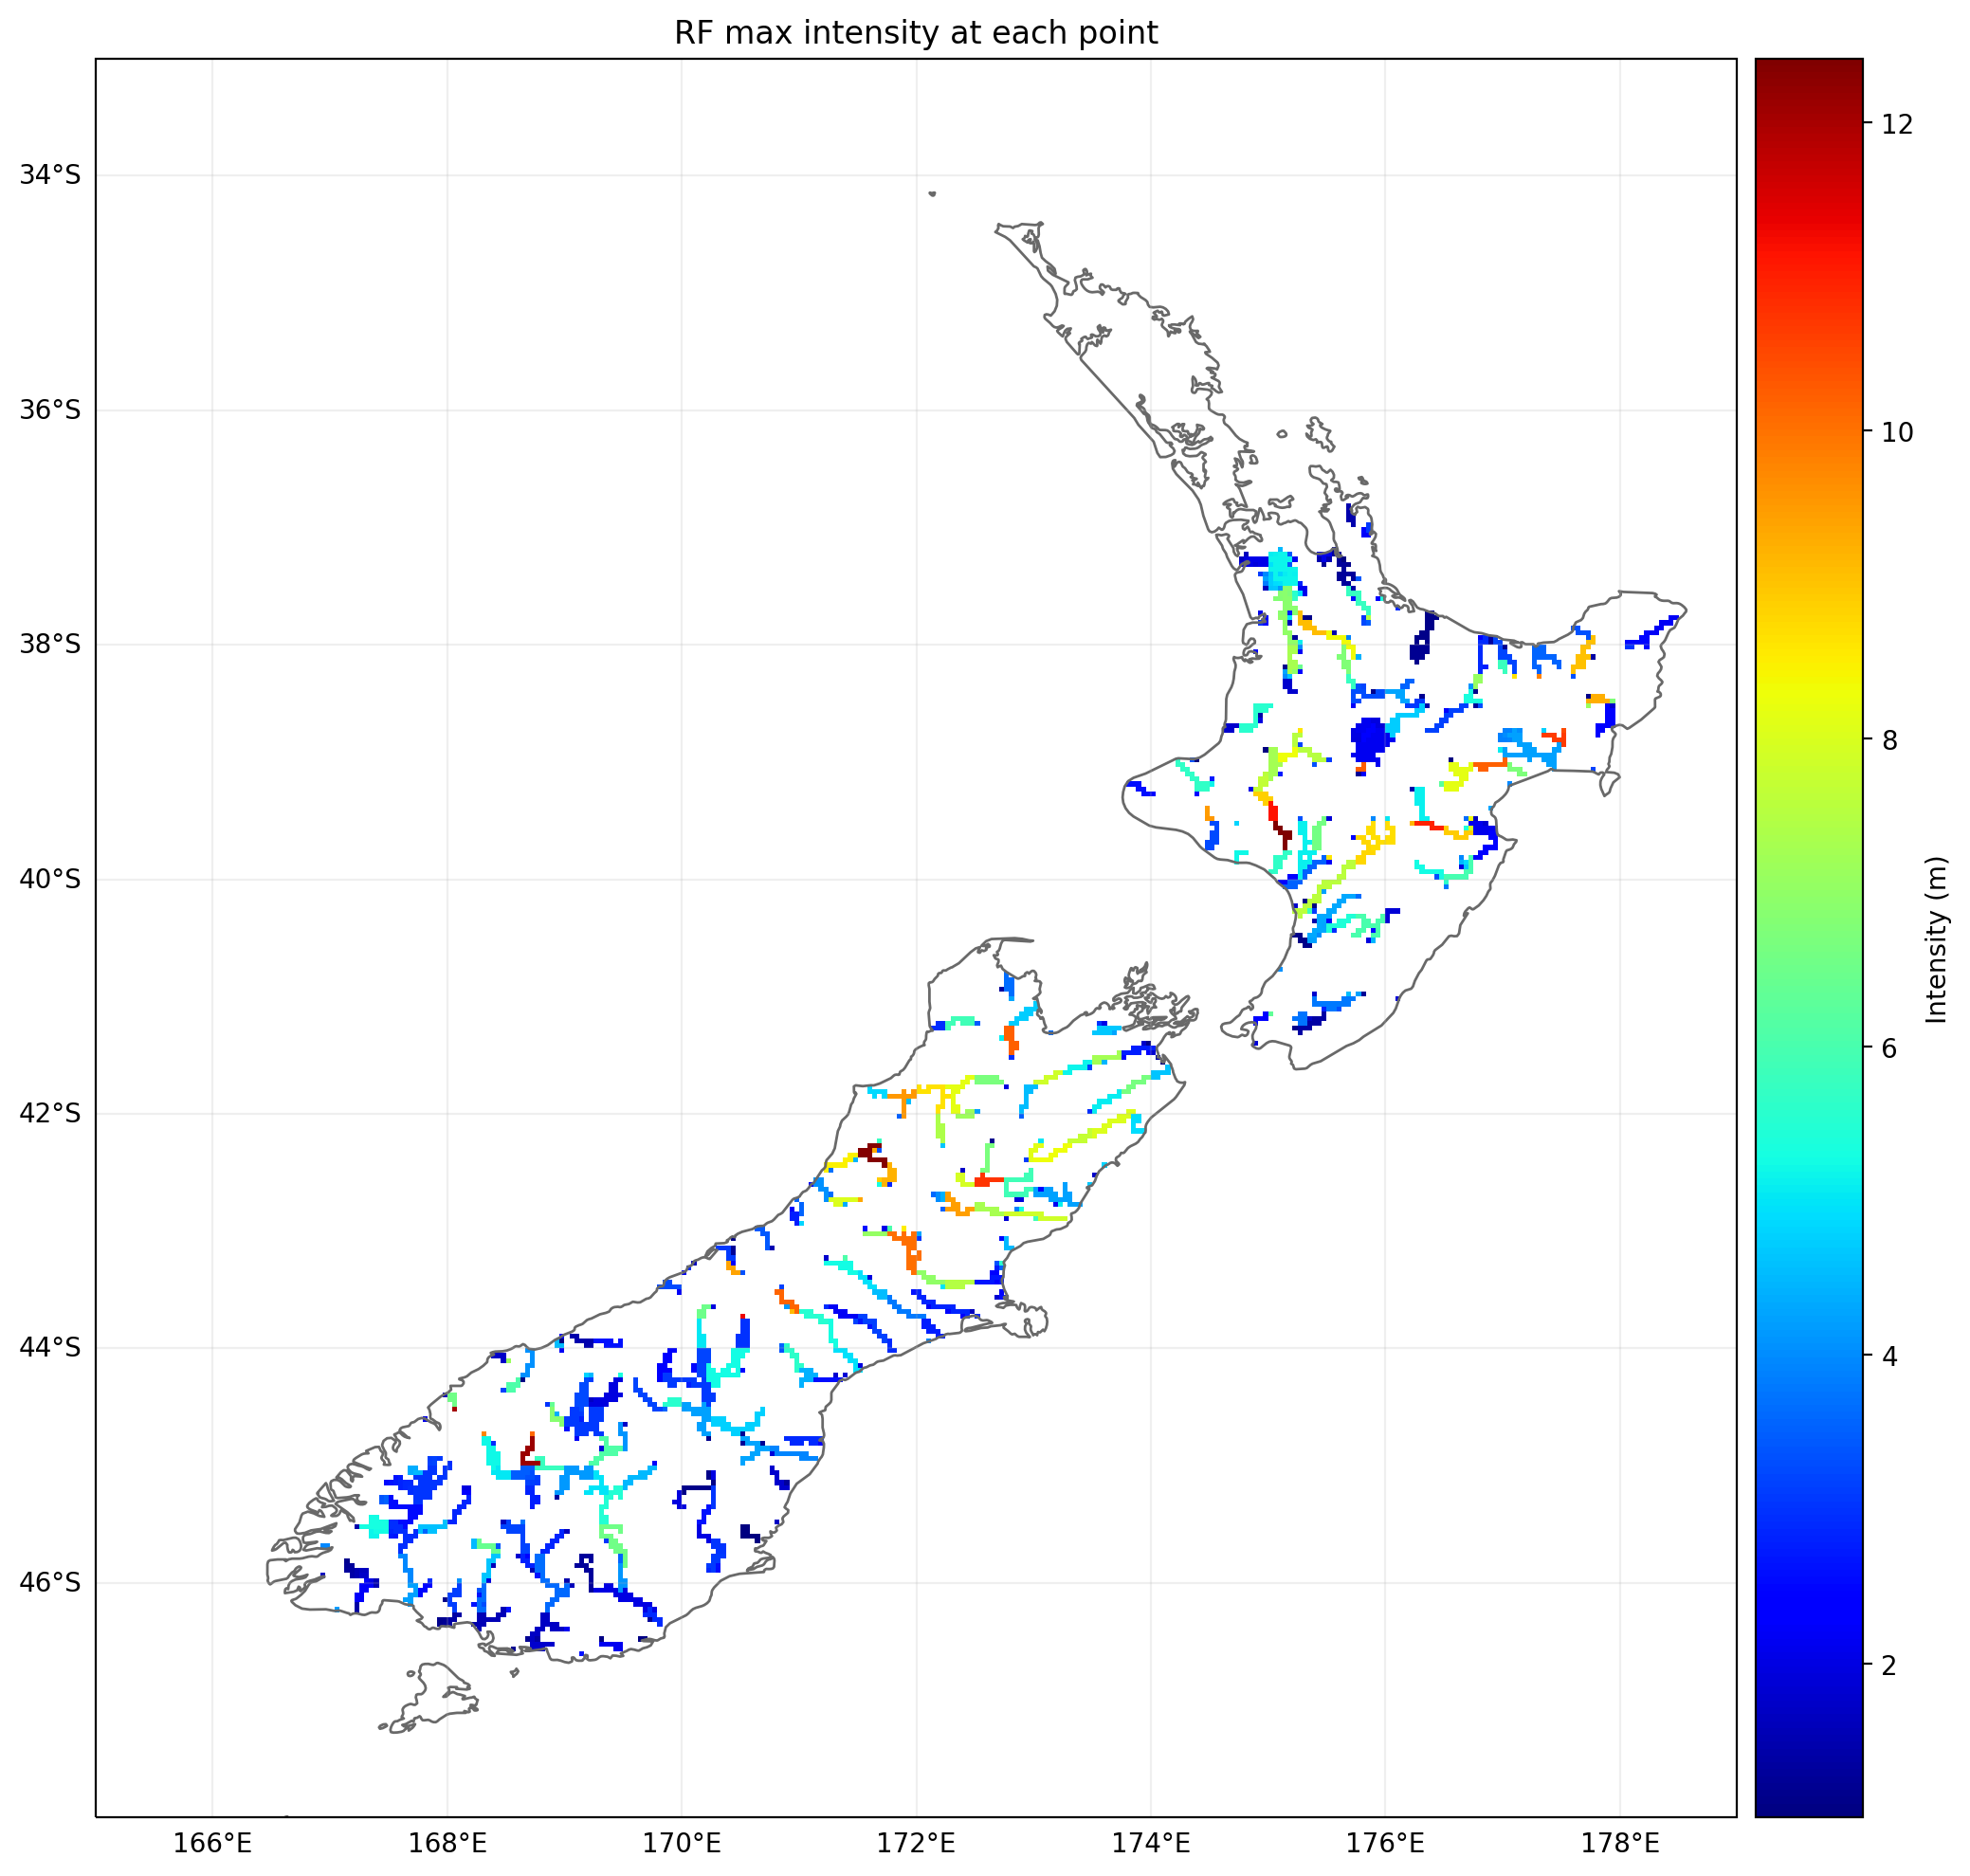 RF max intensity at each point
34°S
36°S
38°S
40°S
42°S
44°S
46°S
166°E 168°E 170°E 172°E 174°E 176°E 178°E
12
10
8
6
4
2
Intensity (m)